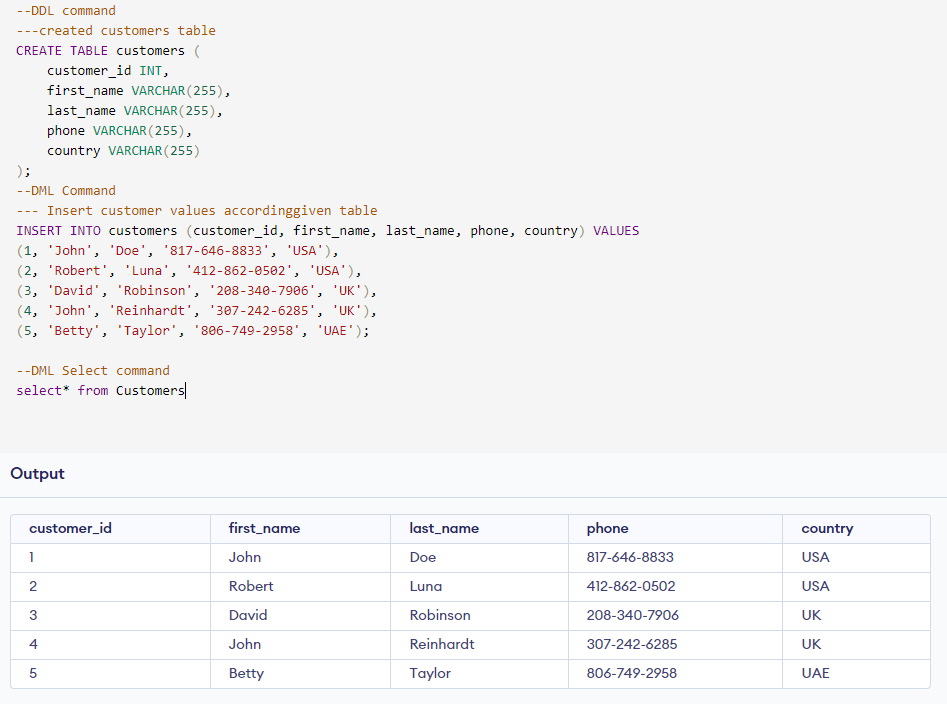 --DDL command
---created customers table
CREATE TABLE customers (
    customer_id INT,
    first_name VARCHAR(255),
    last_name VARCHAR(255),
    phone VARCHAR(255),
    country VARCHAR(255)
);
--DML Command
--- Insert customer values accordinggiven table
INSERT INTO customers (customer_id, first_name, last_name, phone, country) VALUES
(1, 'John', 'Doe', '817-646-8833', 'USA'),
(2, 'Robert', 'Luna', '412-862-0502', 'USA'),
(3, 'David', 'Robinson', '208-340-7906', 'UK'),
(4, 'John', 'Reinhardt', '307-242-6285', 'UK'),
(5, 'Betty', 'Taylor', '806-749-2958', 'UAE');
--DML Select command
select* from Customers
Output
customer_id first_name last_name phone country
1 John Doe 817-646-8833 USA
2 Robert Luna 412-862-0502 USA
3 David Robinson 208-340-7906 UK
4 John Reinhardt 307-242-6285 UK
5 Betty Taylor 806-749-2958 UAE